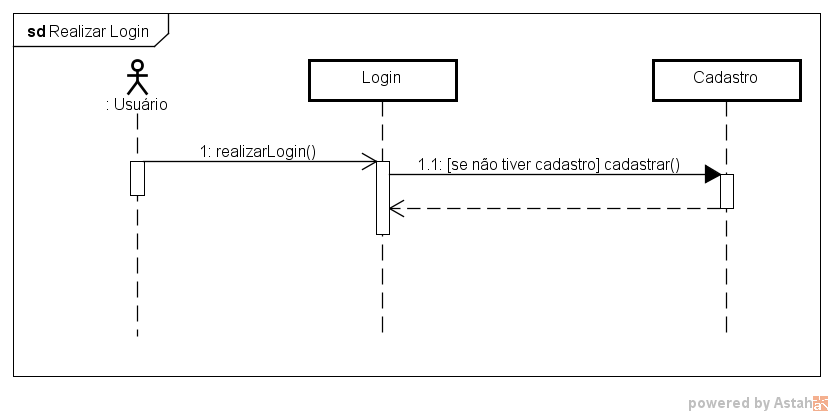 sd Realizar Login
: Usuário
Login
Cadastro
1: realizarLogin()
1.1: [se não tiver cadastro] cadastrar()
powered by Astah